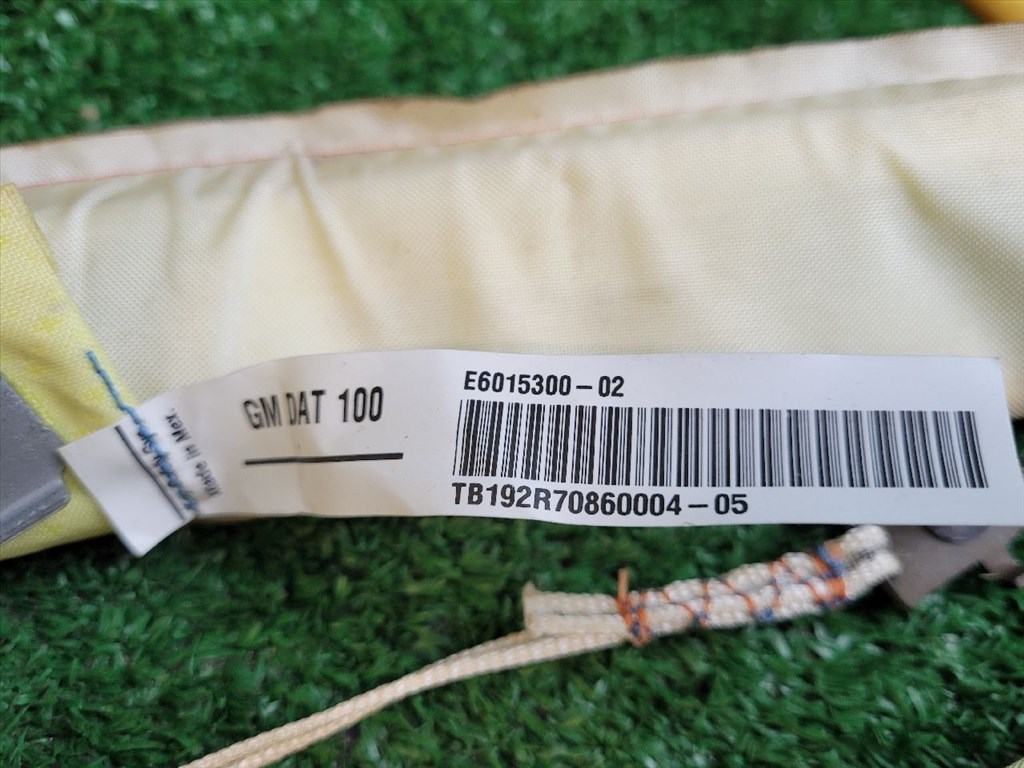 GM DAT 100
E6015300-02
TB192R70860004-05
Made in Mex.